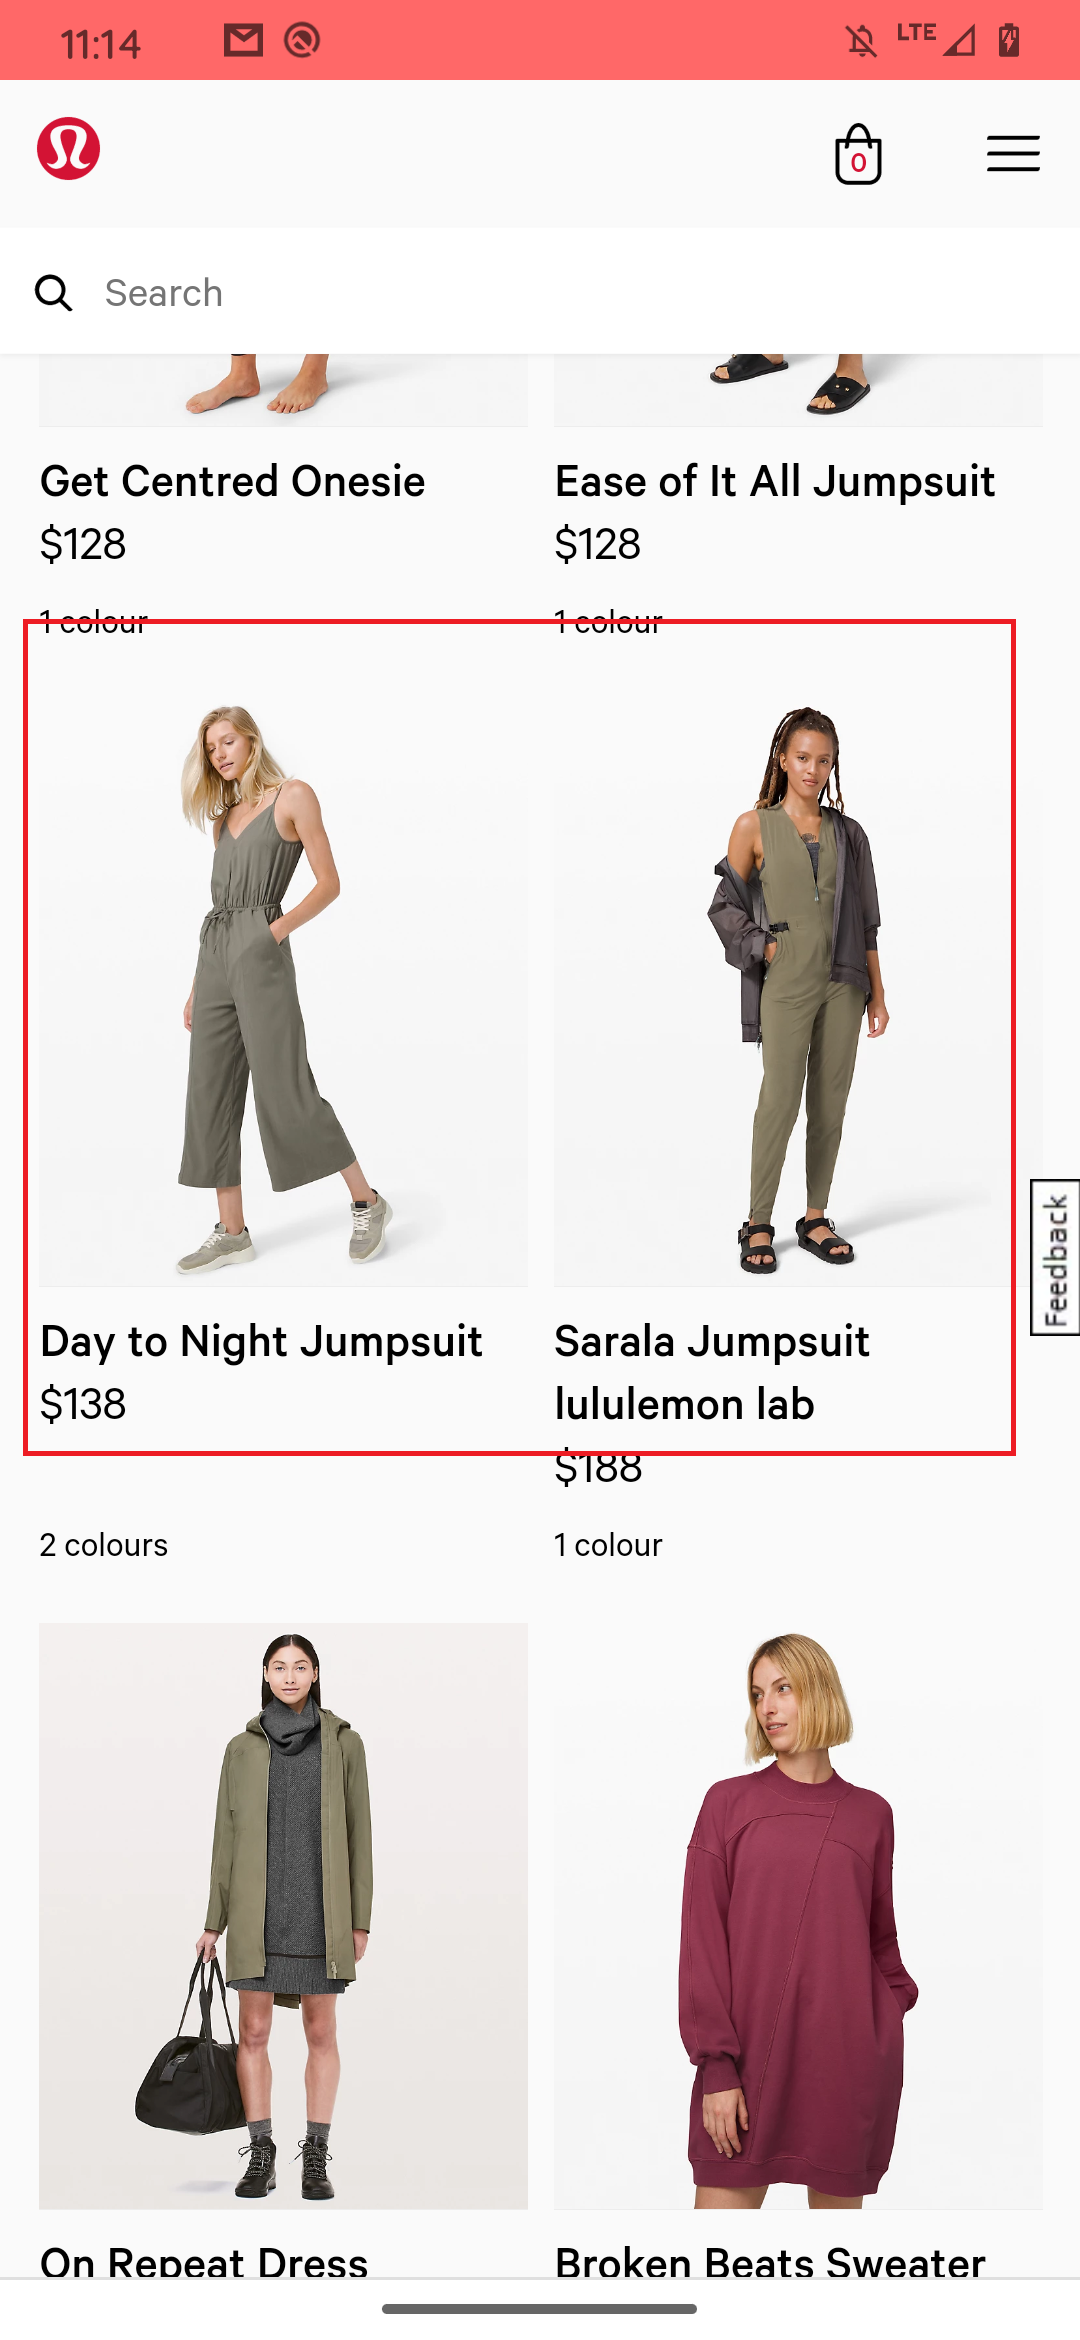 11:14
LTE
0
Search
Get Centred Onesie
$128
1 colour
Ease of It All Jumpsuit
$128
1 colour
Day to Night Jumpsuit
$138
2 colours
Sarala Jumpsuit
lululemon lab
$188
1 colour
Feedback
On Repeat Dress
Broken Beats Sweater